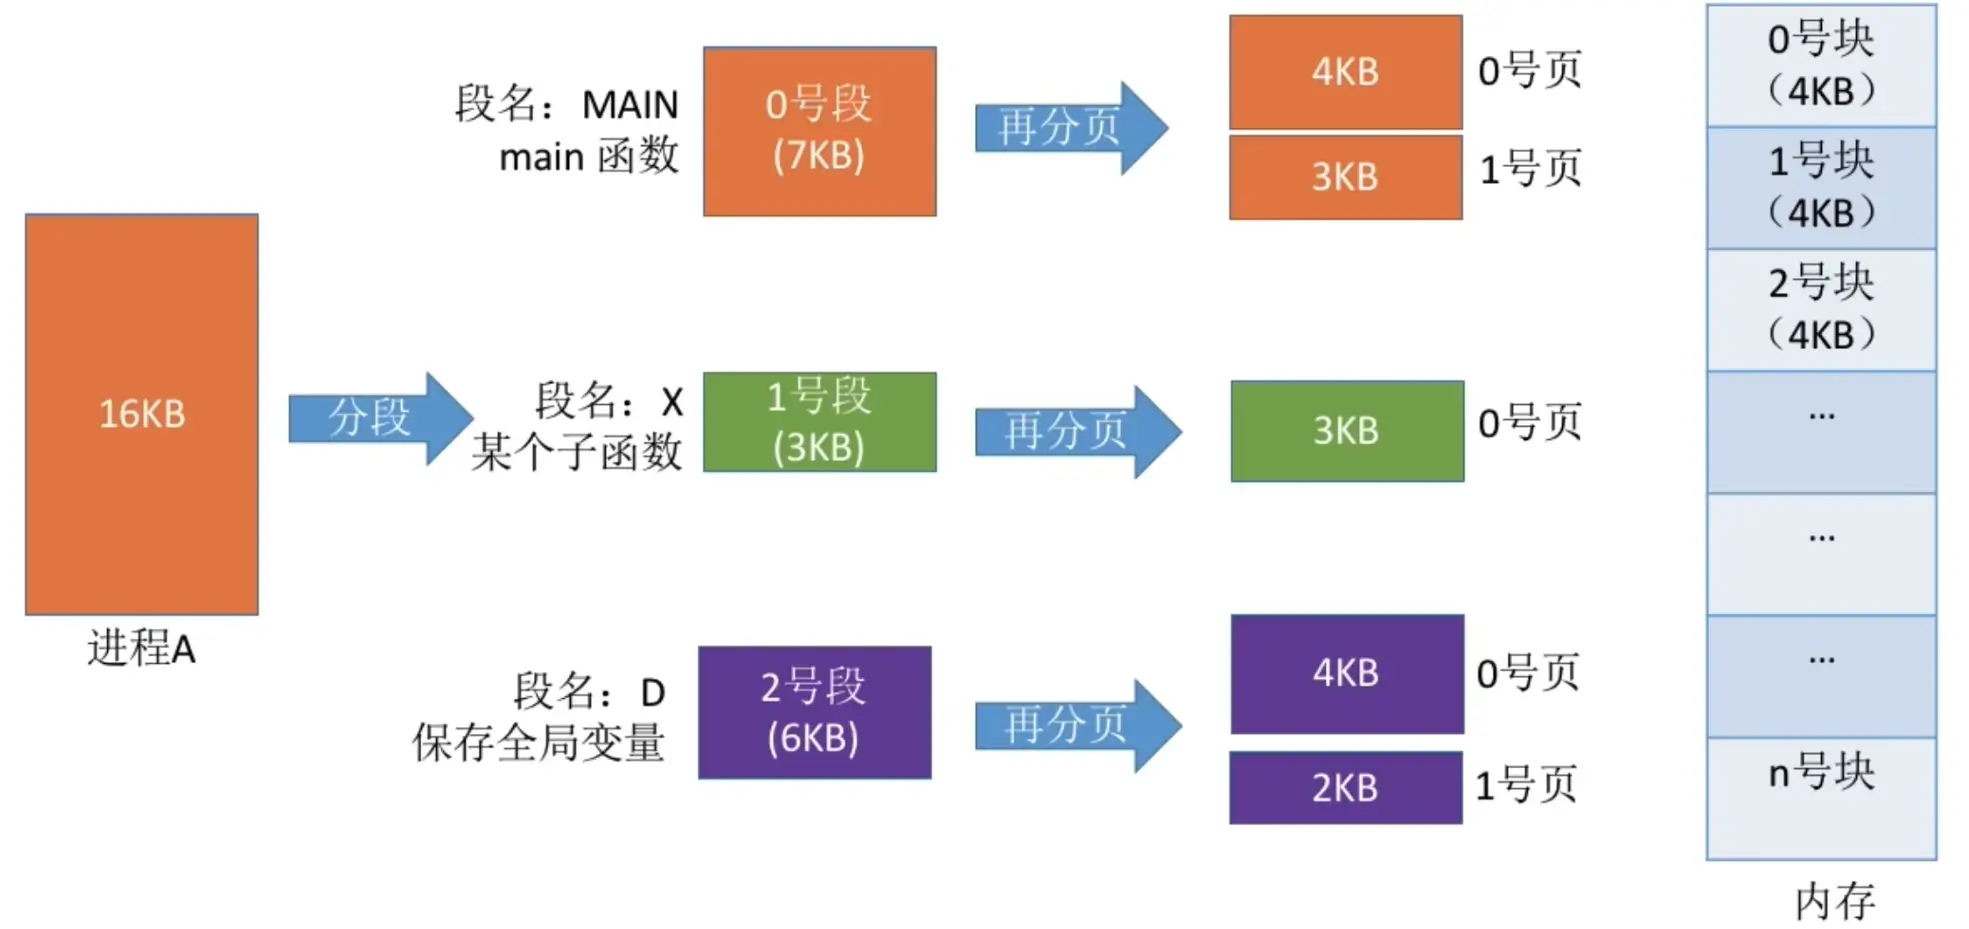 16KB
进程A
分段
段名：MAIN
main 函数
0号段
(7KB)
再分页
4KB
0号页
3KB
1号页
段名：X
某个子函数
1号段
(3KB)
再分页
3KB
0号页
段名：D
保存全局变量
2号段
(6KB)
再分页
4KB
0号页
2KB
1号页
0号块
（4KB）
1号块
（4KB）
2号块
（4KB）
...
...
...
n号块
内存